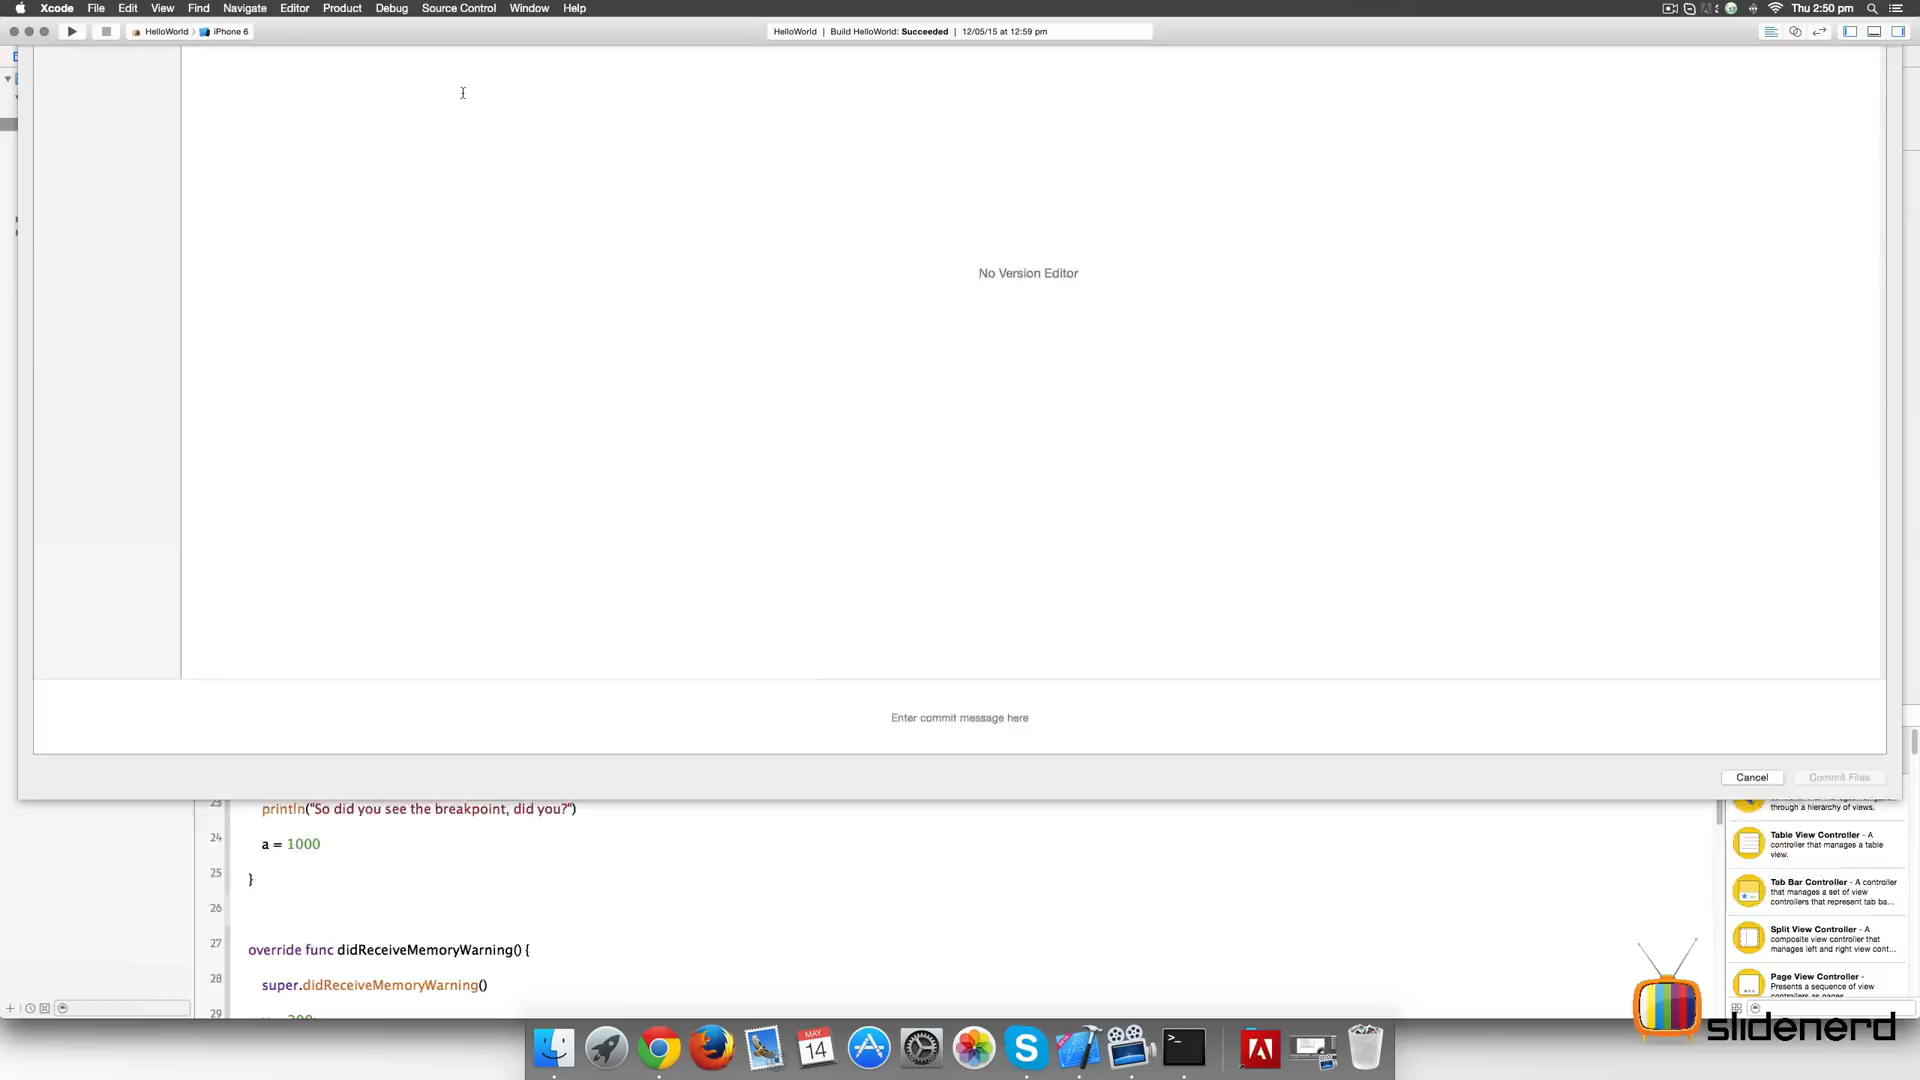 Xcode File Edit View Find Navigate Editor Product Debug Source Control Window Help Thu 2:50 pm
HelloWorld iPhone 6 HelloWorld | Build HelloWorld: Succeeded | 12/05/15 at 12:59 pm
No Version Editor
Enter commit message here
Cancel Commit Files
23 println("So did you see the breakpoint, did you?")
24 a = 1000
25 }
26
27 override func didReceiveMemoryWarning() {
28 super.didReceiveMemoryWarning()
29
through a hierarchy of views.
Table View Controller - A
controller that manages a table
view.
Tab Bar Controller - A controller
that manages a set of view
controllers that represent tab ba...
Split View Controller - A
composite view controller that
manages left and right view cont...
Page View Controller -
Presents a sequence of view
controllers as pages.
MAY
14
slidenerd